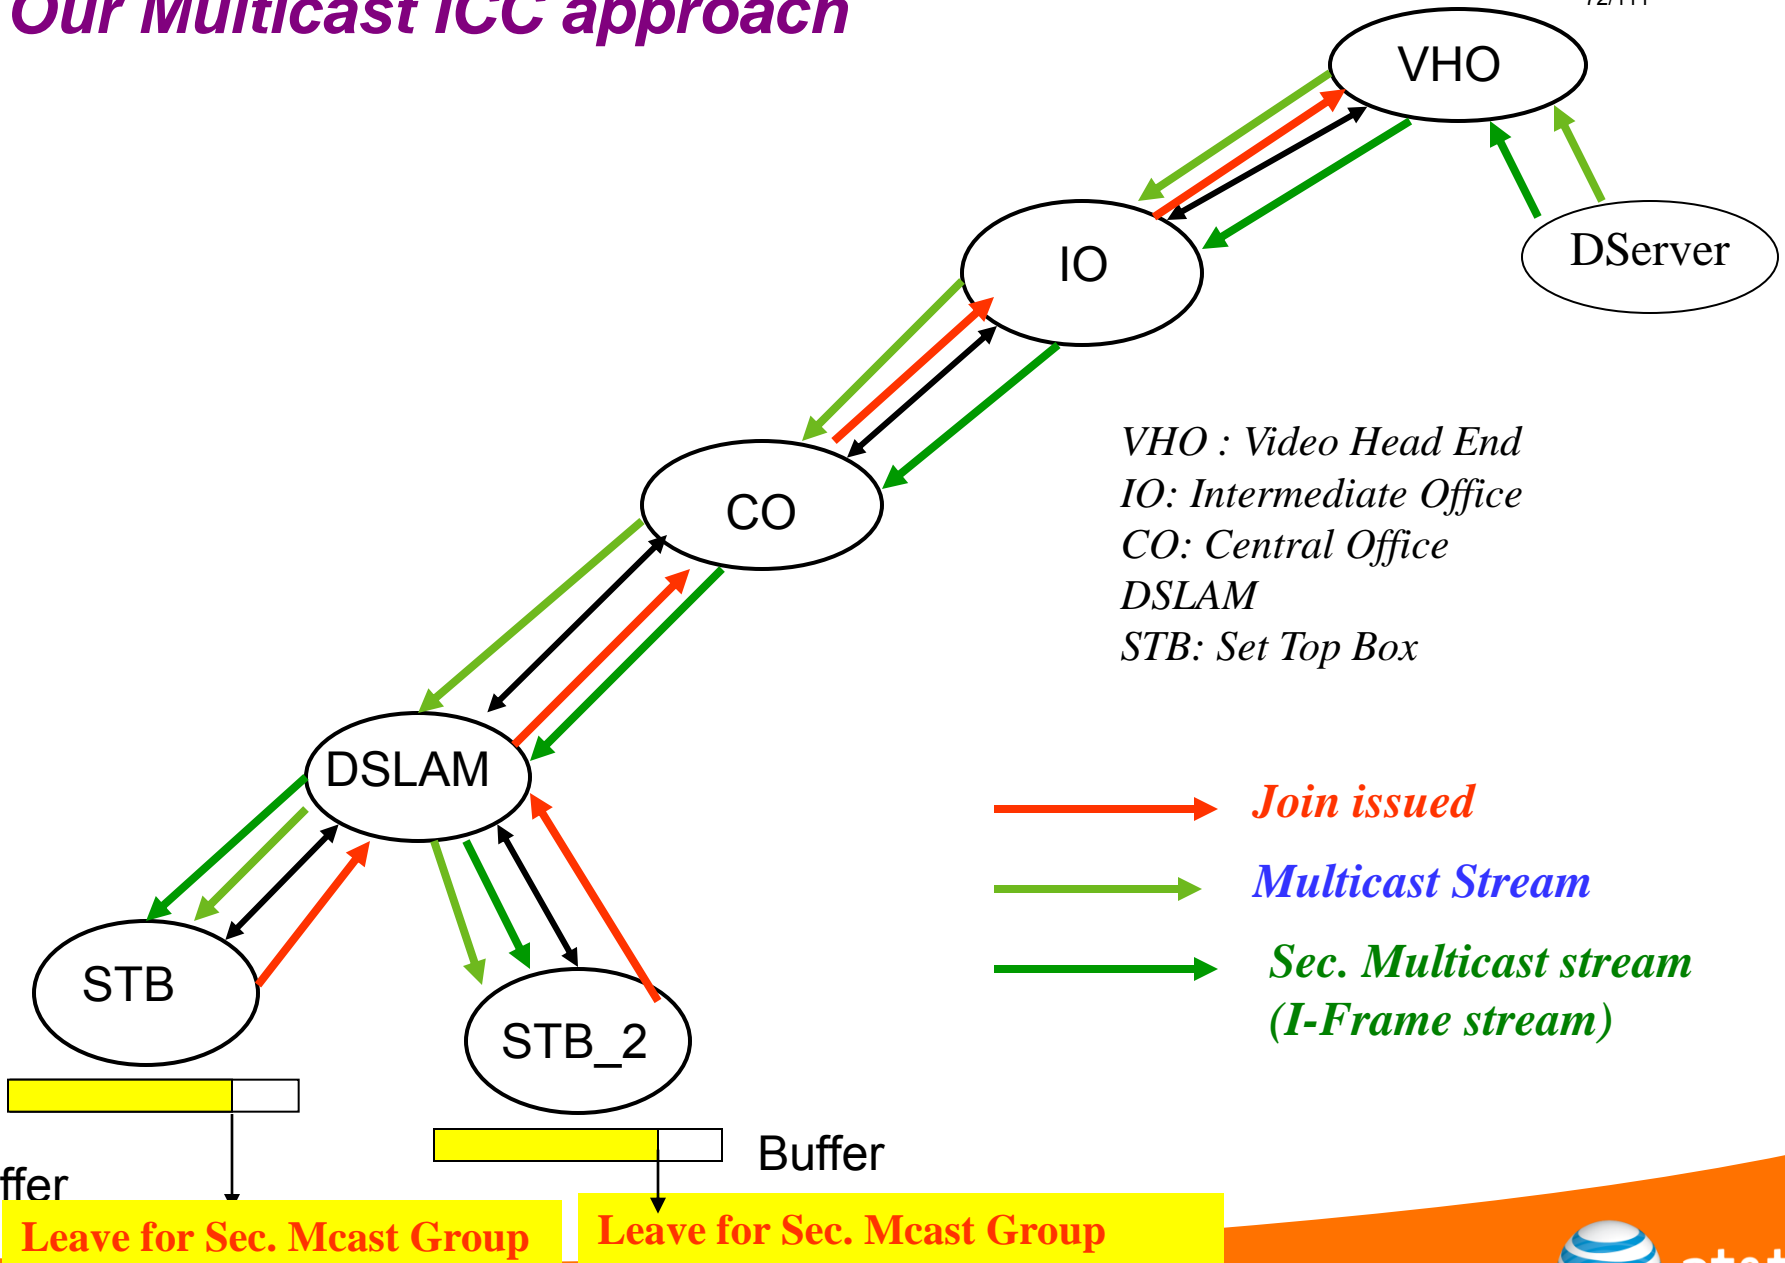 Our Multicast ICC approach
72/111
VHO
DServer
IO
CO
VHO : Video Head End
IO: Intermediate Office
CO: Central Office
DSLAM
STB: Set Top Box
DSLAM
Join issued
Multicast Stream
Sec. Multicast stream
(I-Frame stream)
STB
STB_2
Buffer
ffer
Leave for Sec. Mcast Group
Leave for Sec. Mcast Group